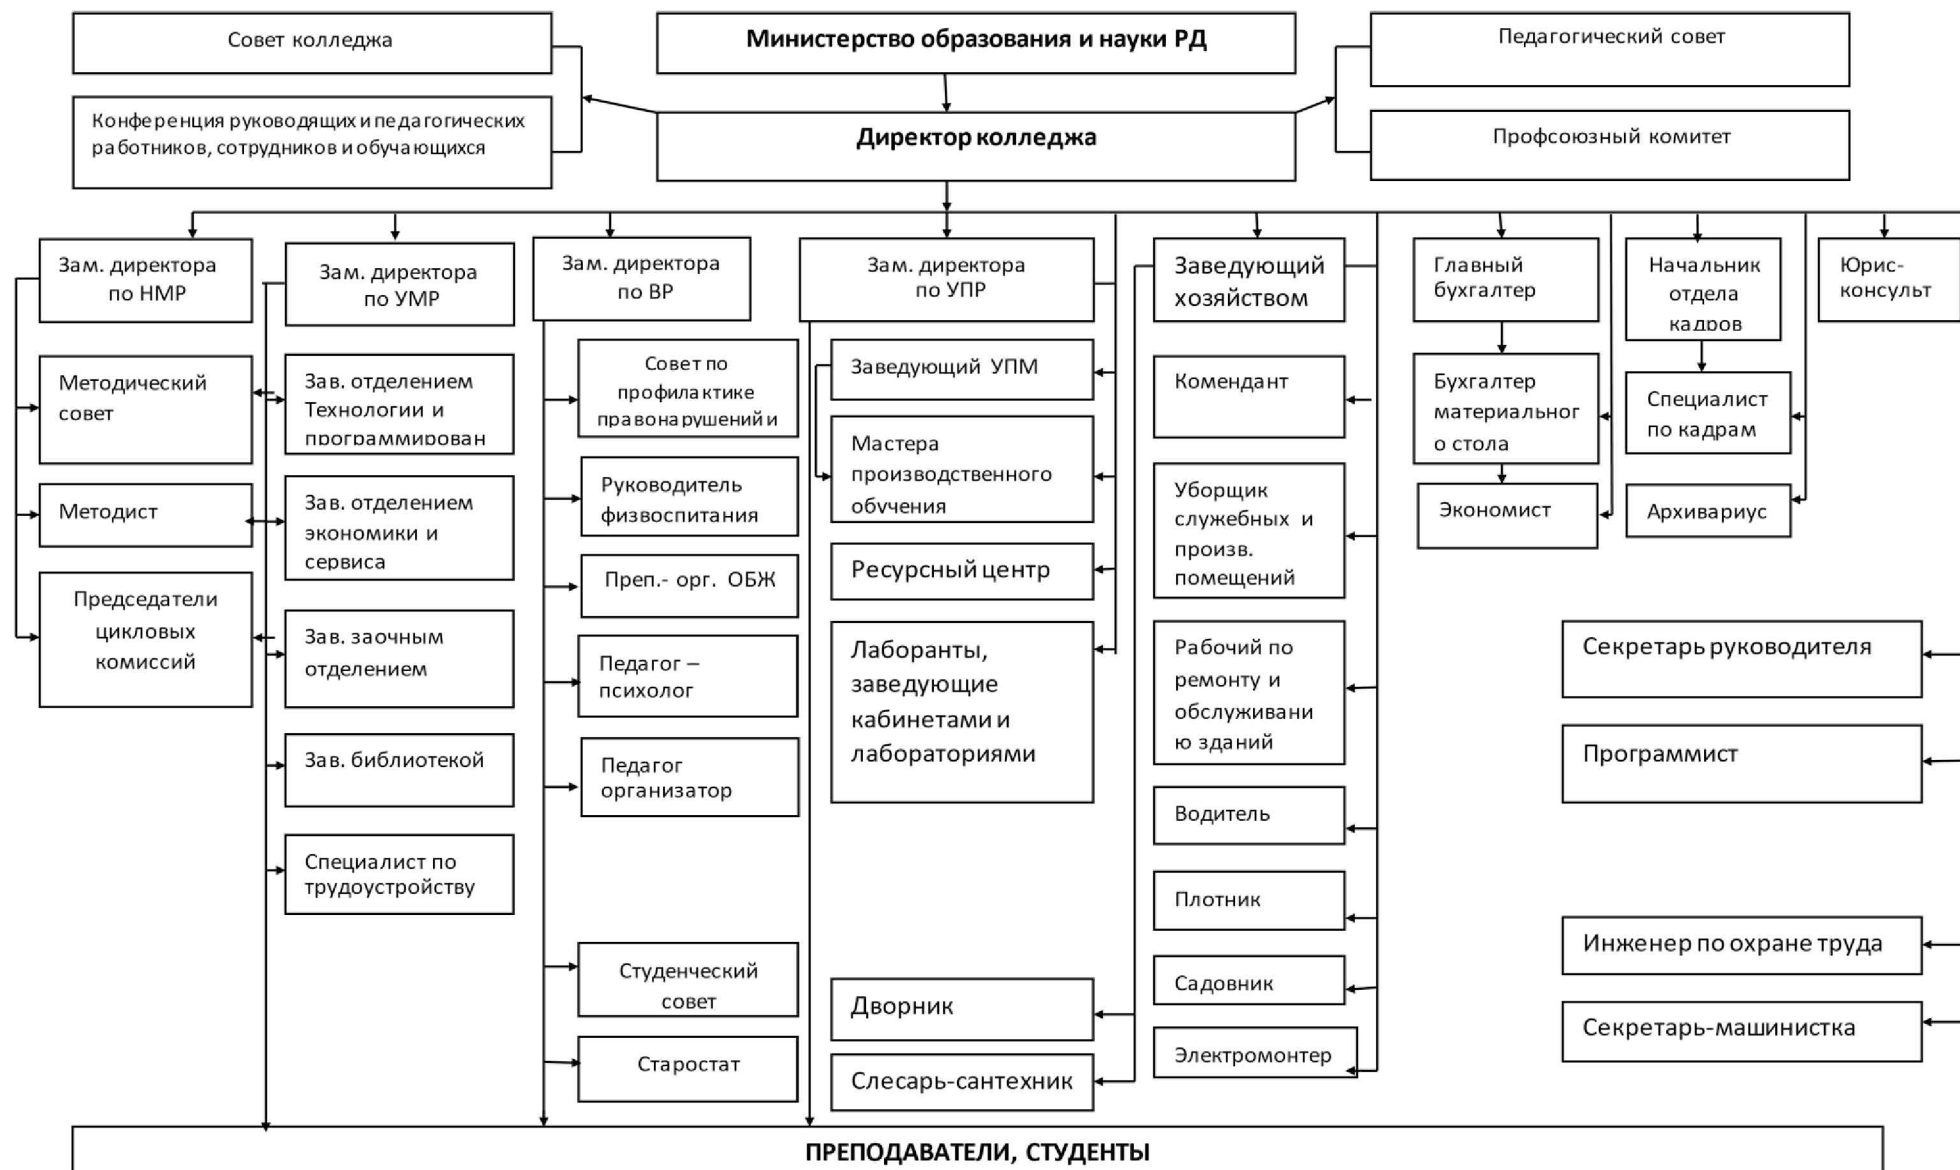 Совет колледжа
Министерство образования и науки РД
Педагогический совет
Конференция руководящих и педагогических
работников, сотрудников и обучающихся
Директор колледжа
Профсоюзный комитет
Зам. директора
по НМР
Зам. директора
по УМР
Зам. директора
по ВР
Зам. директора
по УПР
Заведующий
хозяйством
Главный
бухгалтер
Начальник
отдела
кадров
Юрис-
консульт
Методический
совет
Методист
Председатели
цикловых
комиссий
Зав. отделением
Технологии и
программирован
Зав. отделением
экономики и
сервиса
Зав. заочным
отделением
Зав. библиотекой
Специалист по
трудоустройству
Совет по
профилактике
правонарушений и
Руководитель
физвоспитания
Преп.- орг. ОБЖ
Педагог –
психолог
Педагог
организатор
Студенческий
совет
Старостат
Заведующий УПМ
Мастера
производственного
обучения
Ресурсный центр
Лаборанты,
заведующие
кабинетами и
лабораториями
Дворник
Слесарь-сантехник
Комендант
Уборщик
служебных и
произв.
помещений
Рабочий по
ремонту и
обслуживани
ю зданий
Водитель
Плотник
Садовник
Электромонтер
Бухгалтер
материальног
о стола
Экономист
Специалист
по кадрам
Архивариус
Секретарь руководителя
Программист
Инженер по охране труда
Секретарь-машинистка
ПРЕПОДАВАТЕЛИ, СТУДЕНТЫ